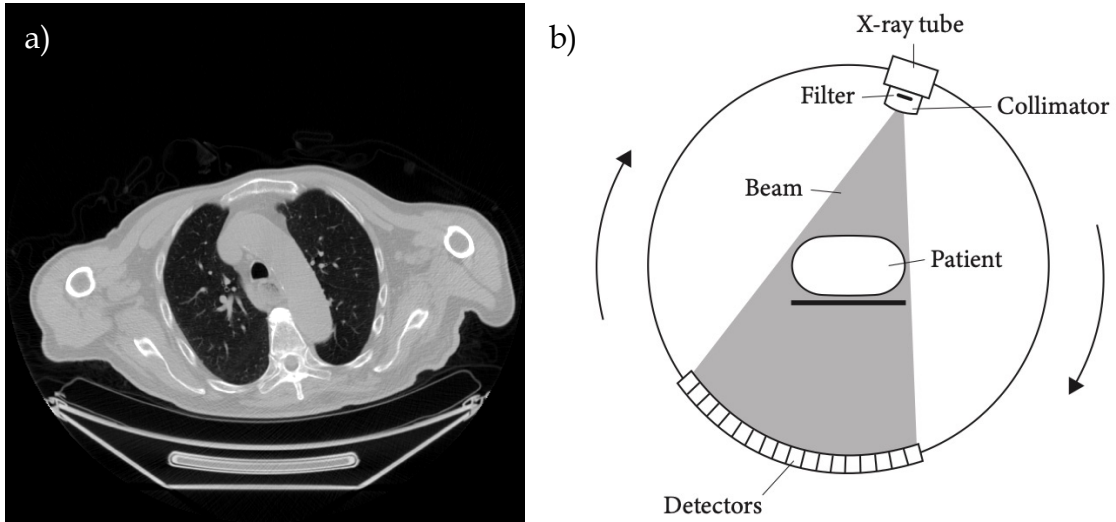 a)
b)
X-ray tube
Filter
Collimator
Beam
Patient
Detectors